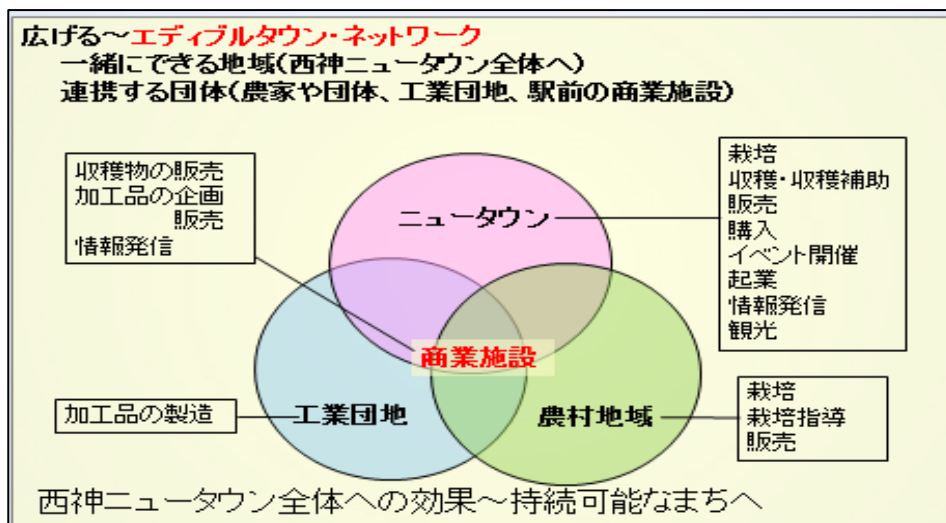 広げる～エディブルタウン・ネットワーク
一緒にできる地域(西神ニュータウン全体へ)
連携する団体(農家や団体、工業団地、駅前の商業施設)
収穫物の販売
加工品の企画
販売
情報発信
ニュータウン
栽培
収穫・収穫補助
販売
購入
イベント開催
起業
情報発信
観光
商業施設
加工品の製造
工業団地
農村地域
栽培
栽培指導
販売
西神ニュータウン全体への効果～持続可能なまちへ